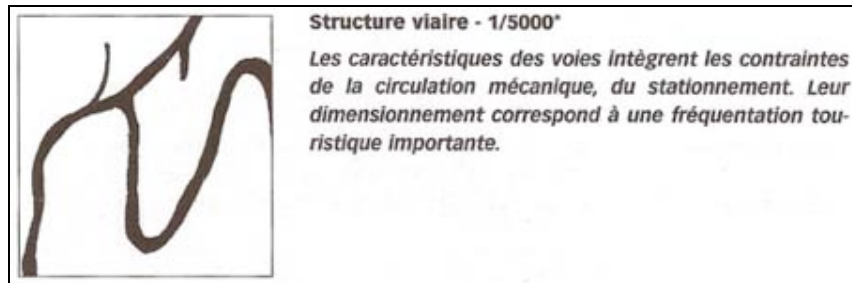 Structure viaire - 1/5000*
Les caractéristiques des voies intègrent les contraintes
de la circulation mécanique, du stationnement. Leur
dimensionnement correspond à une fréquentation tou-
ristique importante.